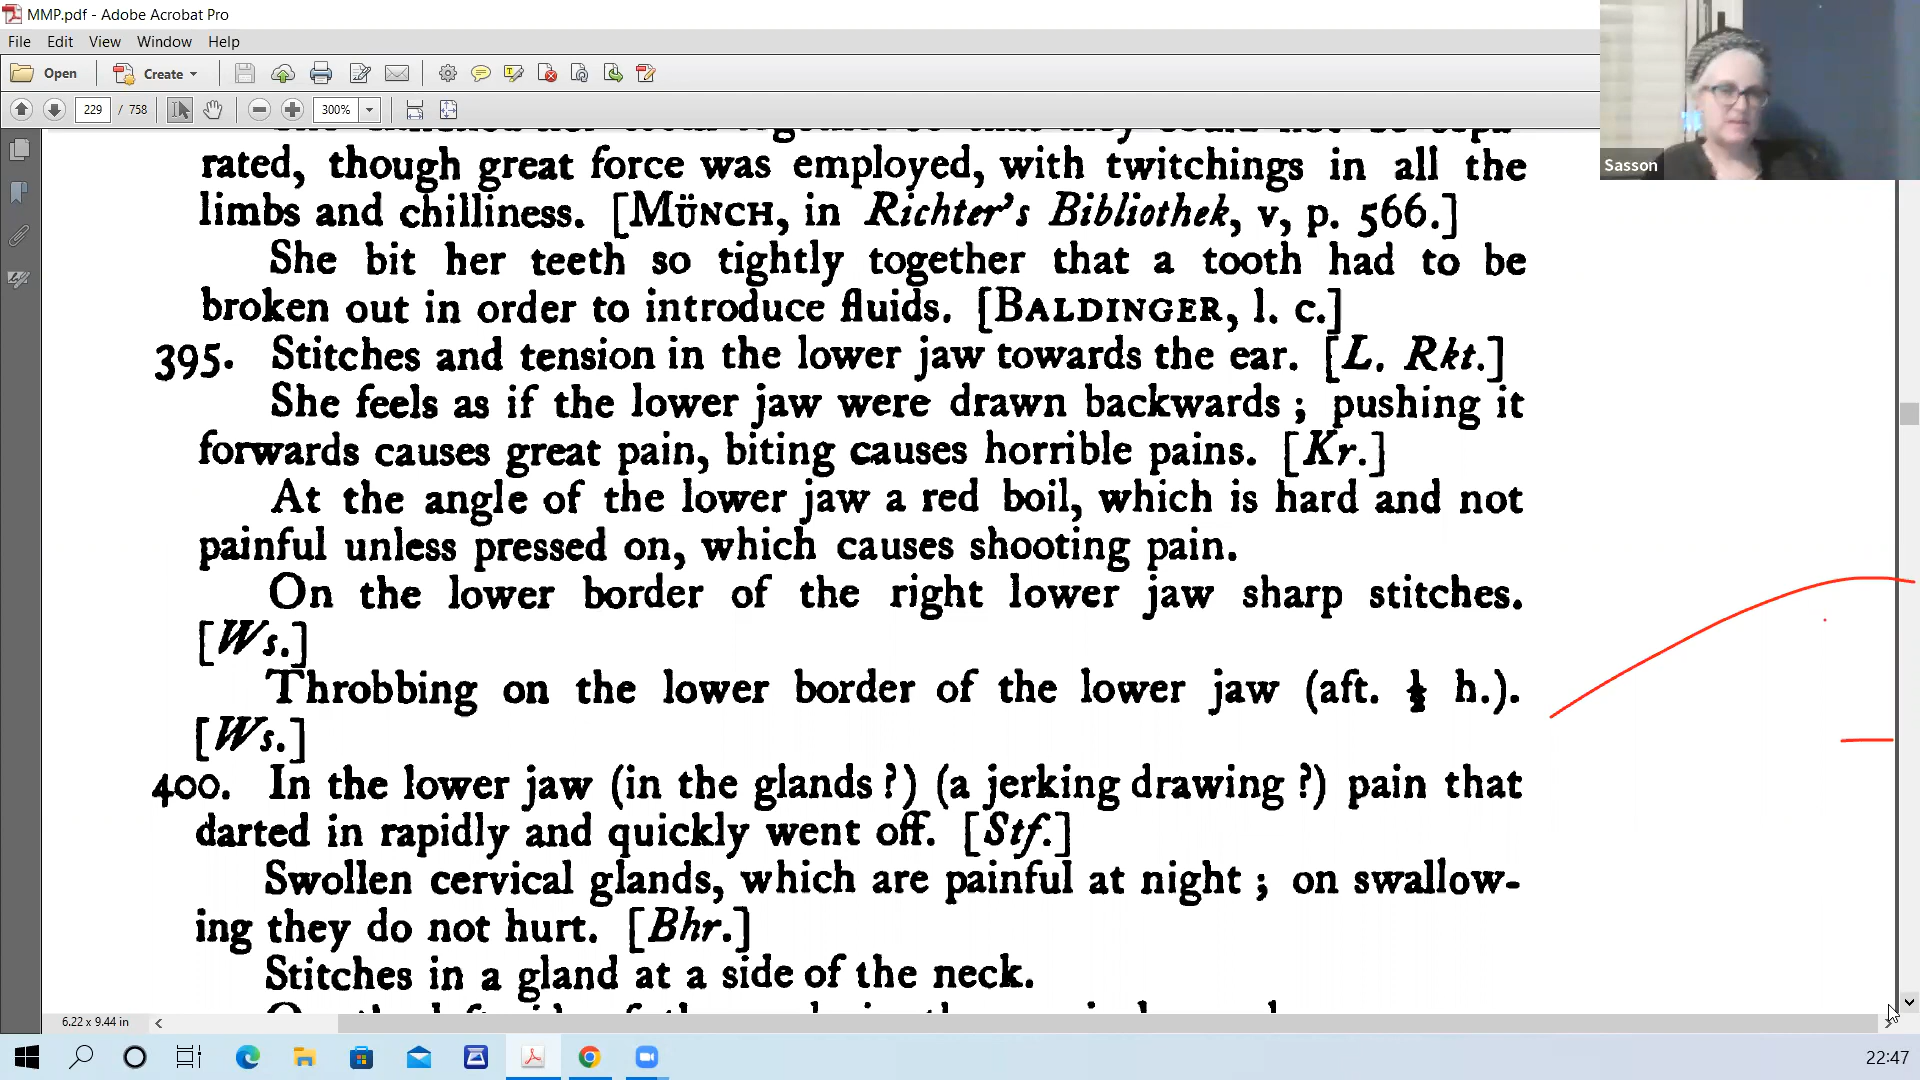 MMP.pdf - Adobe Acrobat Pro
File Edit View Window Help
Open Create
229 / 758 300%
Sasson
rated, though great force was employed, with twitchings in all the
limbs and chilliness. [MÜNCH, in Richter's Bibliothek, v, p. 566.]
She bit her teeth so tightly together that a tooth had to be
broken out in order to introduce fluids. [BALDINGER, l. c.]
395. Stitches and tension in the lower jaw towards the ear. [L. Rkt.]
She feels as if the lower jaw were drawn backwards ; pushing it
forwards causes great pain, biting causes horrible pains. [Kr.]
At the angle of the lower jaw a red boil, which is hard and not
painful unless pressed on, which causes shooting pain.
On the lower border of the right lower jaw sharp stitches.
[Ws.]
Throbbing on the lower border of the lower jaw (aft. ½ h.).
[Ws.]
400. In the lower jaw (in the glands ?) (a jerking drawing ?) pain that
darted in rapidly and quickly went off. [Stf.]
Swollen cervical glands, which are painful at night ; on swallow-
ing they do not hurt. [Bhr.]
Stitches in a gland at a side of the neck.
6.22 x 9.44 in
22:47